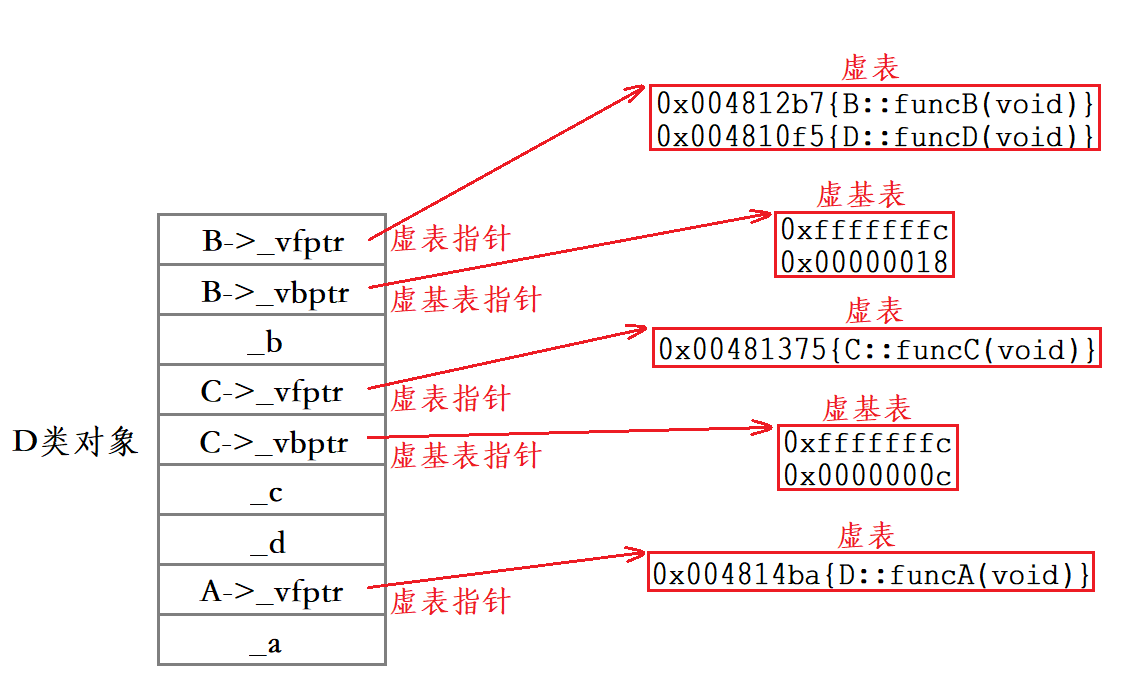 虚表
0x004812b7{B::funcB(void)}
0x004810f5{D::funcD(void)}
虚基表
0xfffffffc
0x00000018
B->_vfptr
虚表指针
B->_vbptr
虚基表指针
_b
虚表
0x00481375{C::funcC(void)}
C->_vfptr
虚表指针
虚基表
0xfffffffc
0x0000000c
D类对象
C->_vbptr
虚基表指针
_c
_d
虚表
0x004814ba{D::funcA(void)}
A->_vfptr
虚表指针
_a